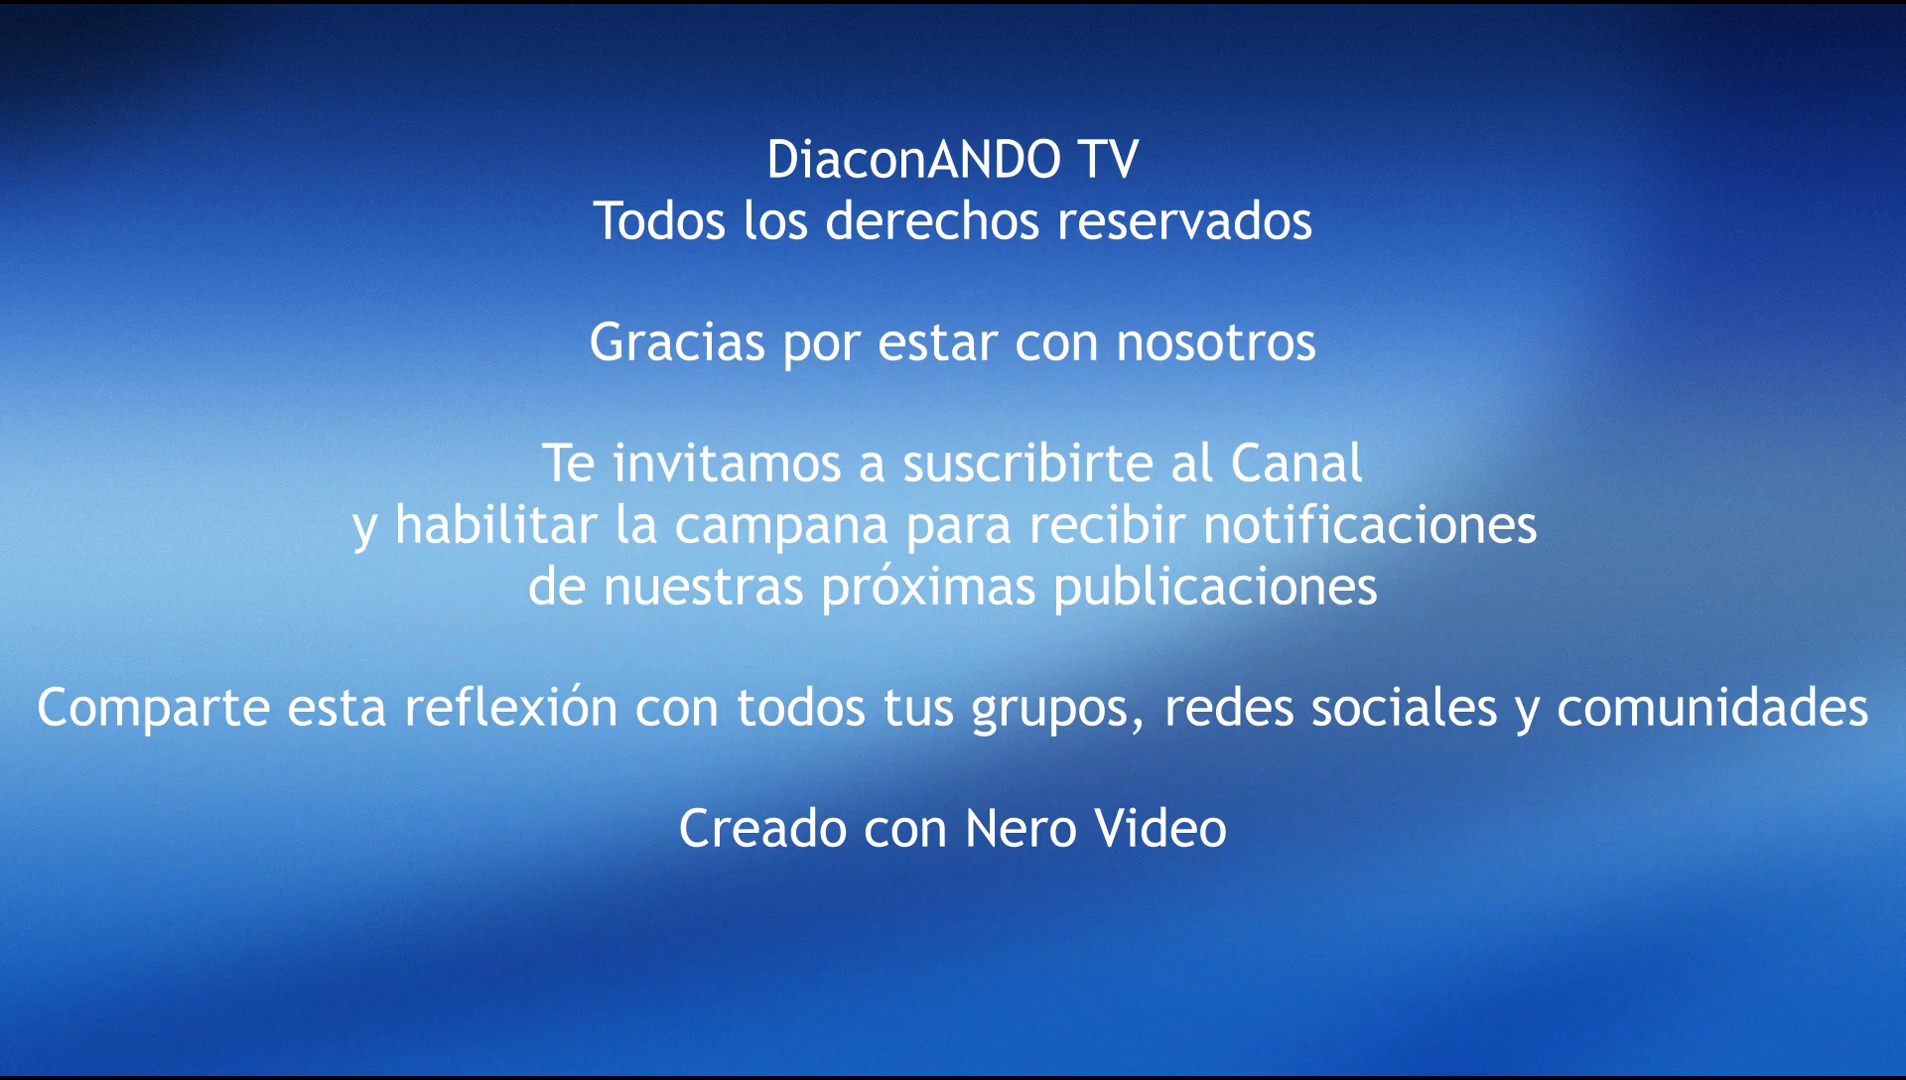 DiaconANDO TV
Todos los derechos reservados
Gracias por estar con nosotros
Te invitamos a suscribirte al Canal
y habilitar la campana para recibir notificaciones
de nuestras próximas publicaciones
Comparte esta reflexión con todos tus grupos, redes sociales y comunidades
Creado con Nero Video